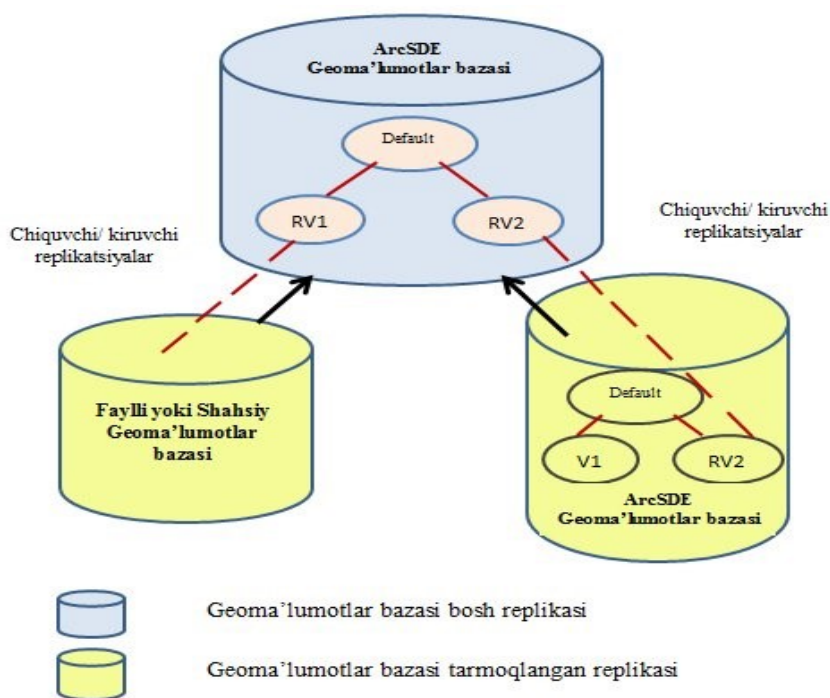 ArcSDE
Geoma'lumotlar bazasi
Default
RV1
RV2
Chiquvchi/ kiruvchi
replikatsiyalar
Chiquvchi/ kiruvchi
replikatsiyalar
Faylli yoki Shahsiy
Geoma'lumotlar
bazasi
Default
V1
RV2
ArcSDE
Geoma'lumotlar bazasi
Geoma'lumotlar bazasi bosh replikasi
Geoma'lumotlar bazasi tarmoqlangan replikasi